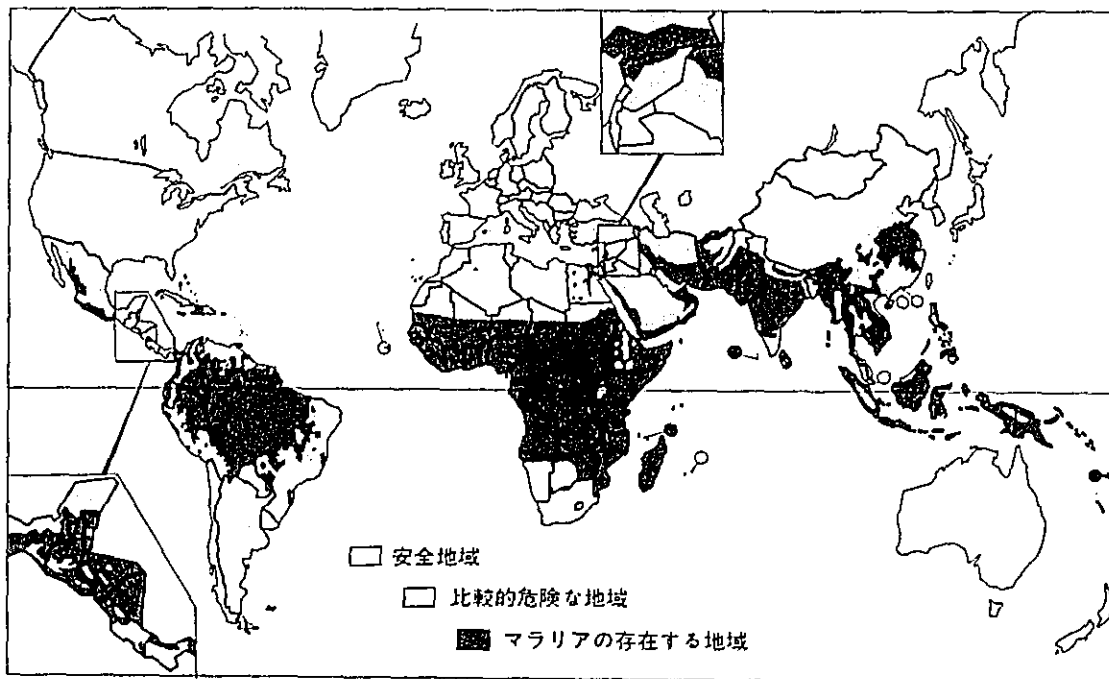 安全地域
比較的危険な地域
マラリアの存在する地域